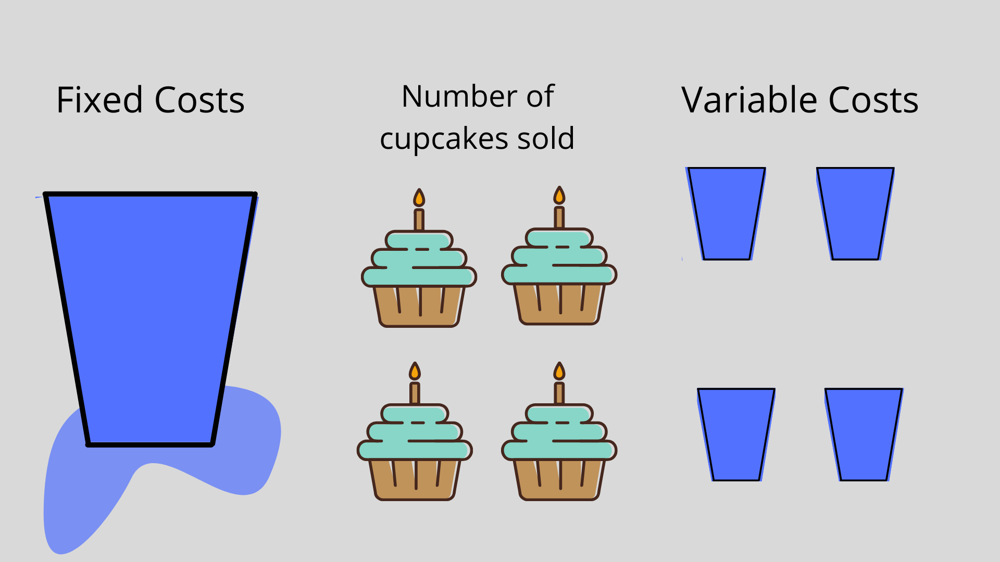 Fixed Costs
Number of
cupcakes sold
Variable Costs